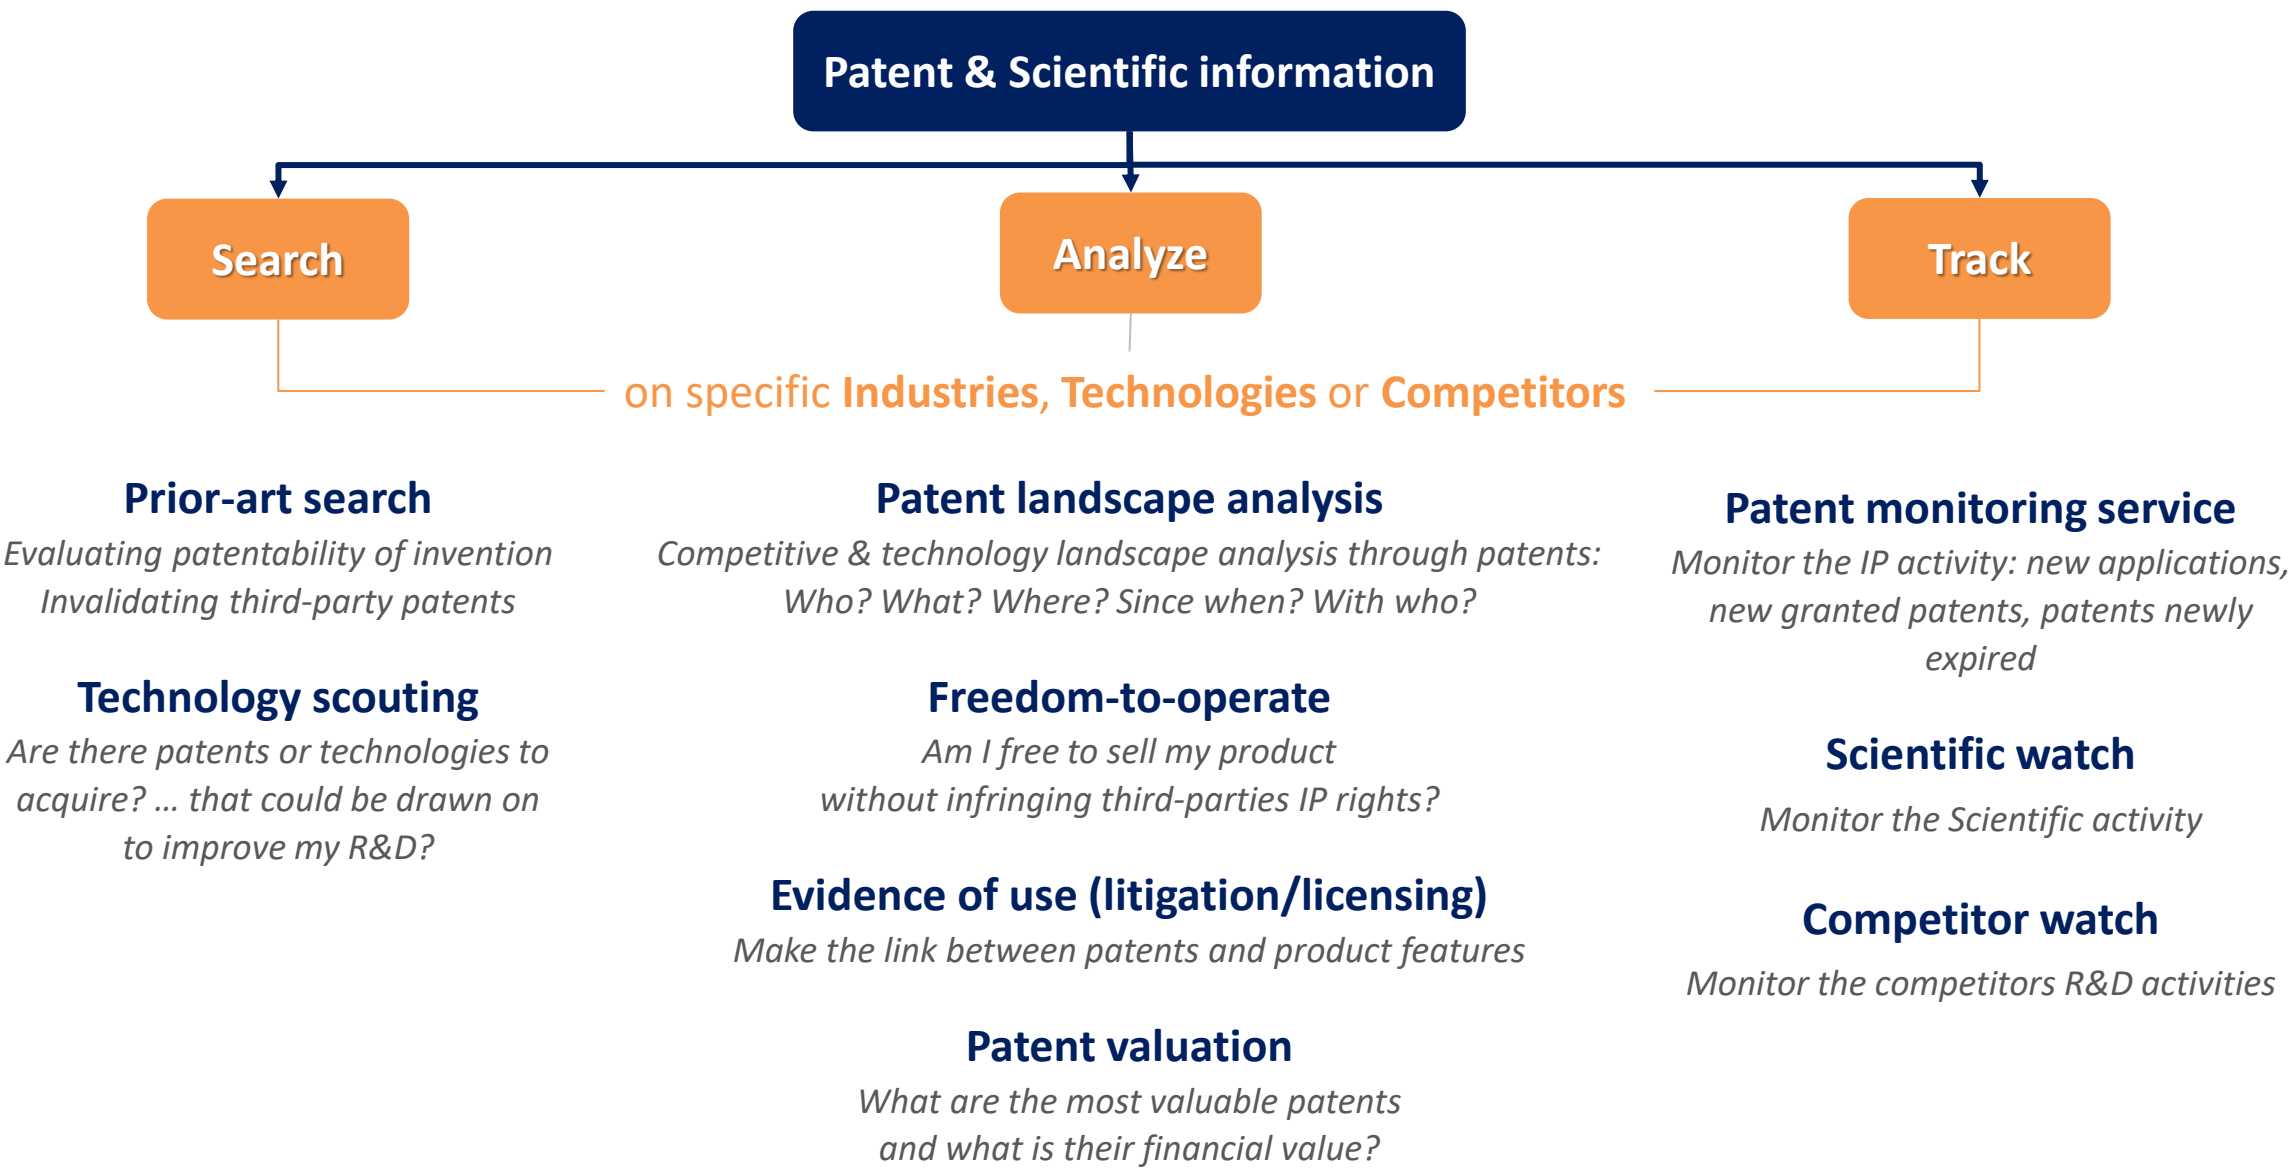 Patent & Scientific information
Search
Analyze
Track
on specific Industries, Technologies or Competitors
Prior-art search
Evaluating patentability of invention
Invalidating third-party patents
Technology scouting
Are there patents or technologies to
acquire? ... that could be drawn on
to improve my R&D?
Patent landscape analysis
Competitive & technology landscape analysis through patents:
Who? What? Where? Since when? With who?
Freedom-to-operate
Am I free to sell my product
without infringing third-parties IP rights?
Evidence of use (litigation/licensing)
Make the link between patents and product features
Patent valuation
What are the most valuable patents
and what is their financial value?
Patent monitoring service
Monitor the IP activity: new applications,
new granted patents, patents newly
expired
Scientific watch
Monitor the Scientific activity
Competitor watch
Monitor the competitors R&D activities